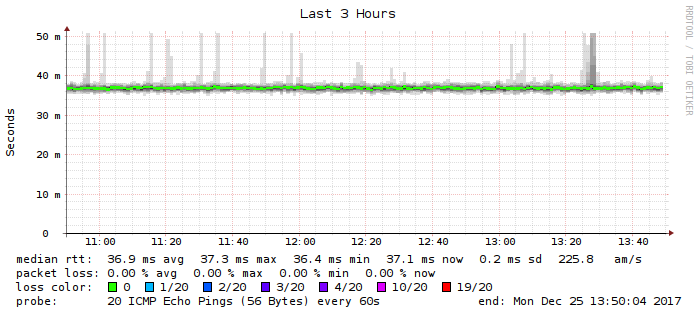 Last 3 Hours
RRDTOOL / TOBI OETIKER
Seconds
50 m
40 m
30 m
20 m
10 m
0
11:00 11:20 11:40 12:00 12:20 12:40 13:00 13:20 13:40
median rtt: 36.9 ms avg 37.3 ms max 36.4 ms min 37.1 ms now 0.2 ms sd 225.8 am/s
packet loss: 0.00 % avg 0.00 % max 0.00 % min 0.00 % now
loss color: 0 1/20 2/20 3/20 4/20 10/20 19/20
probe: 20 ICMP Echo Pings (56 Bytes) every 60s end: Mon Dec 25 13:50:04 2017